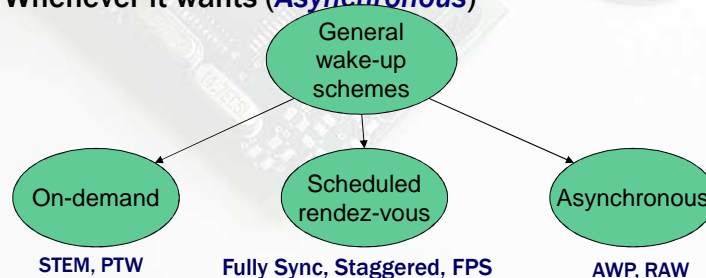 Whenever it wants (Asynchronous)
General
wake-up
schemes
On-demand
Scheduled
rendez-vous
Asynchronous
STEM, PTW
Fully Sync, Staggered, FPS
AWP, RAW